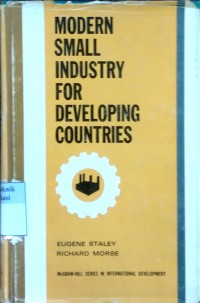 MODERN
SMALL
INDUSTRY
FOR
DEVELOPING
COUNTRIES
EUGENE STALEY
RICHARD MORSE
McGRAW-HILL SERIES IN INTERNATIONAL DEVELOPMENT